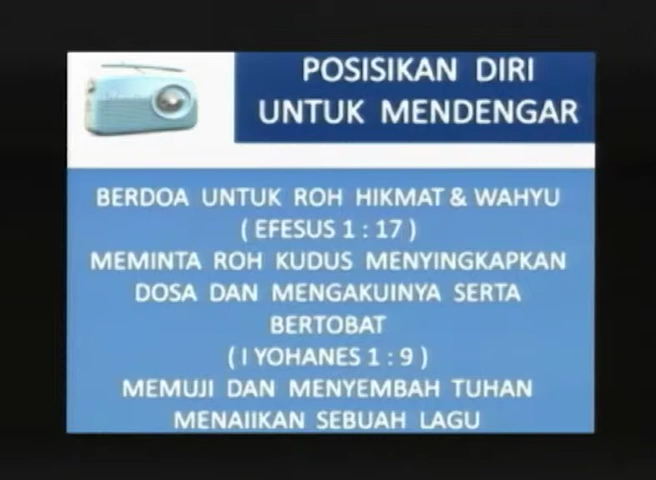 POSISIKAN DIRI
UNTUK MENDENGAR
BERDOA UNTUK ROH HIKMAT & WAHYU
( EFESUS 1 : 17 )
MEMINTA ROH KUDUS MENYINGKAPKAN
DOSA DAN MENGAKUINYA SERTA
BERTOBAT
( I YOHANES 1 : 9 )
MEMUJI DAN MENYEMBAH TUHAN
MENAIIKAN SEBUAH LAGU